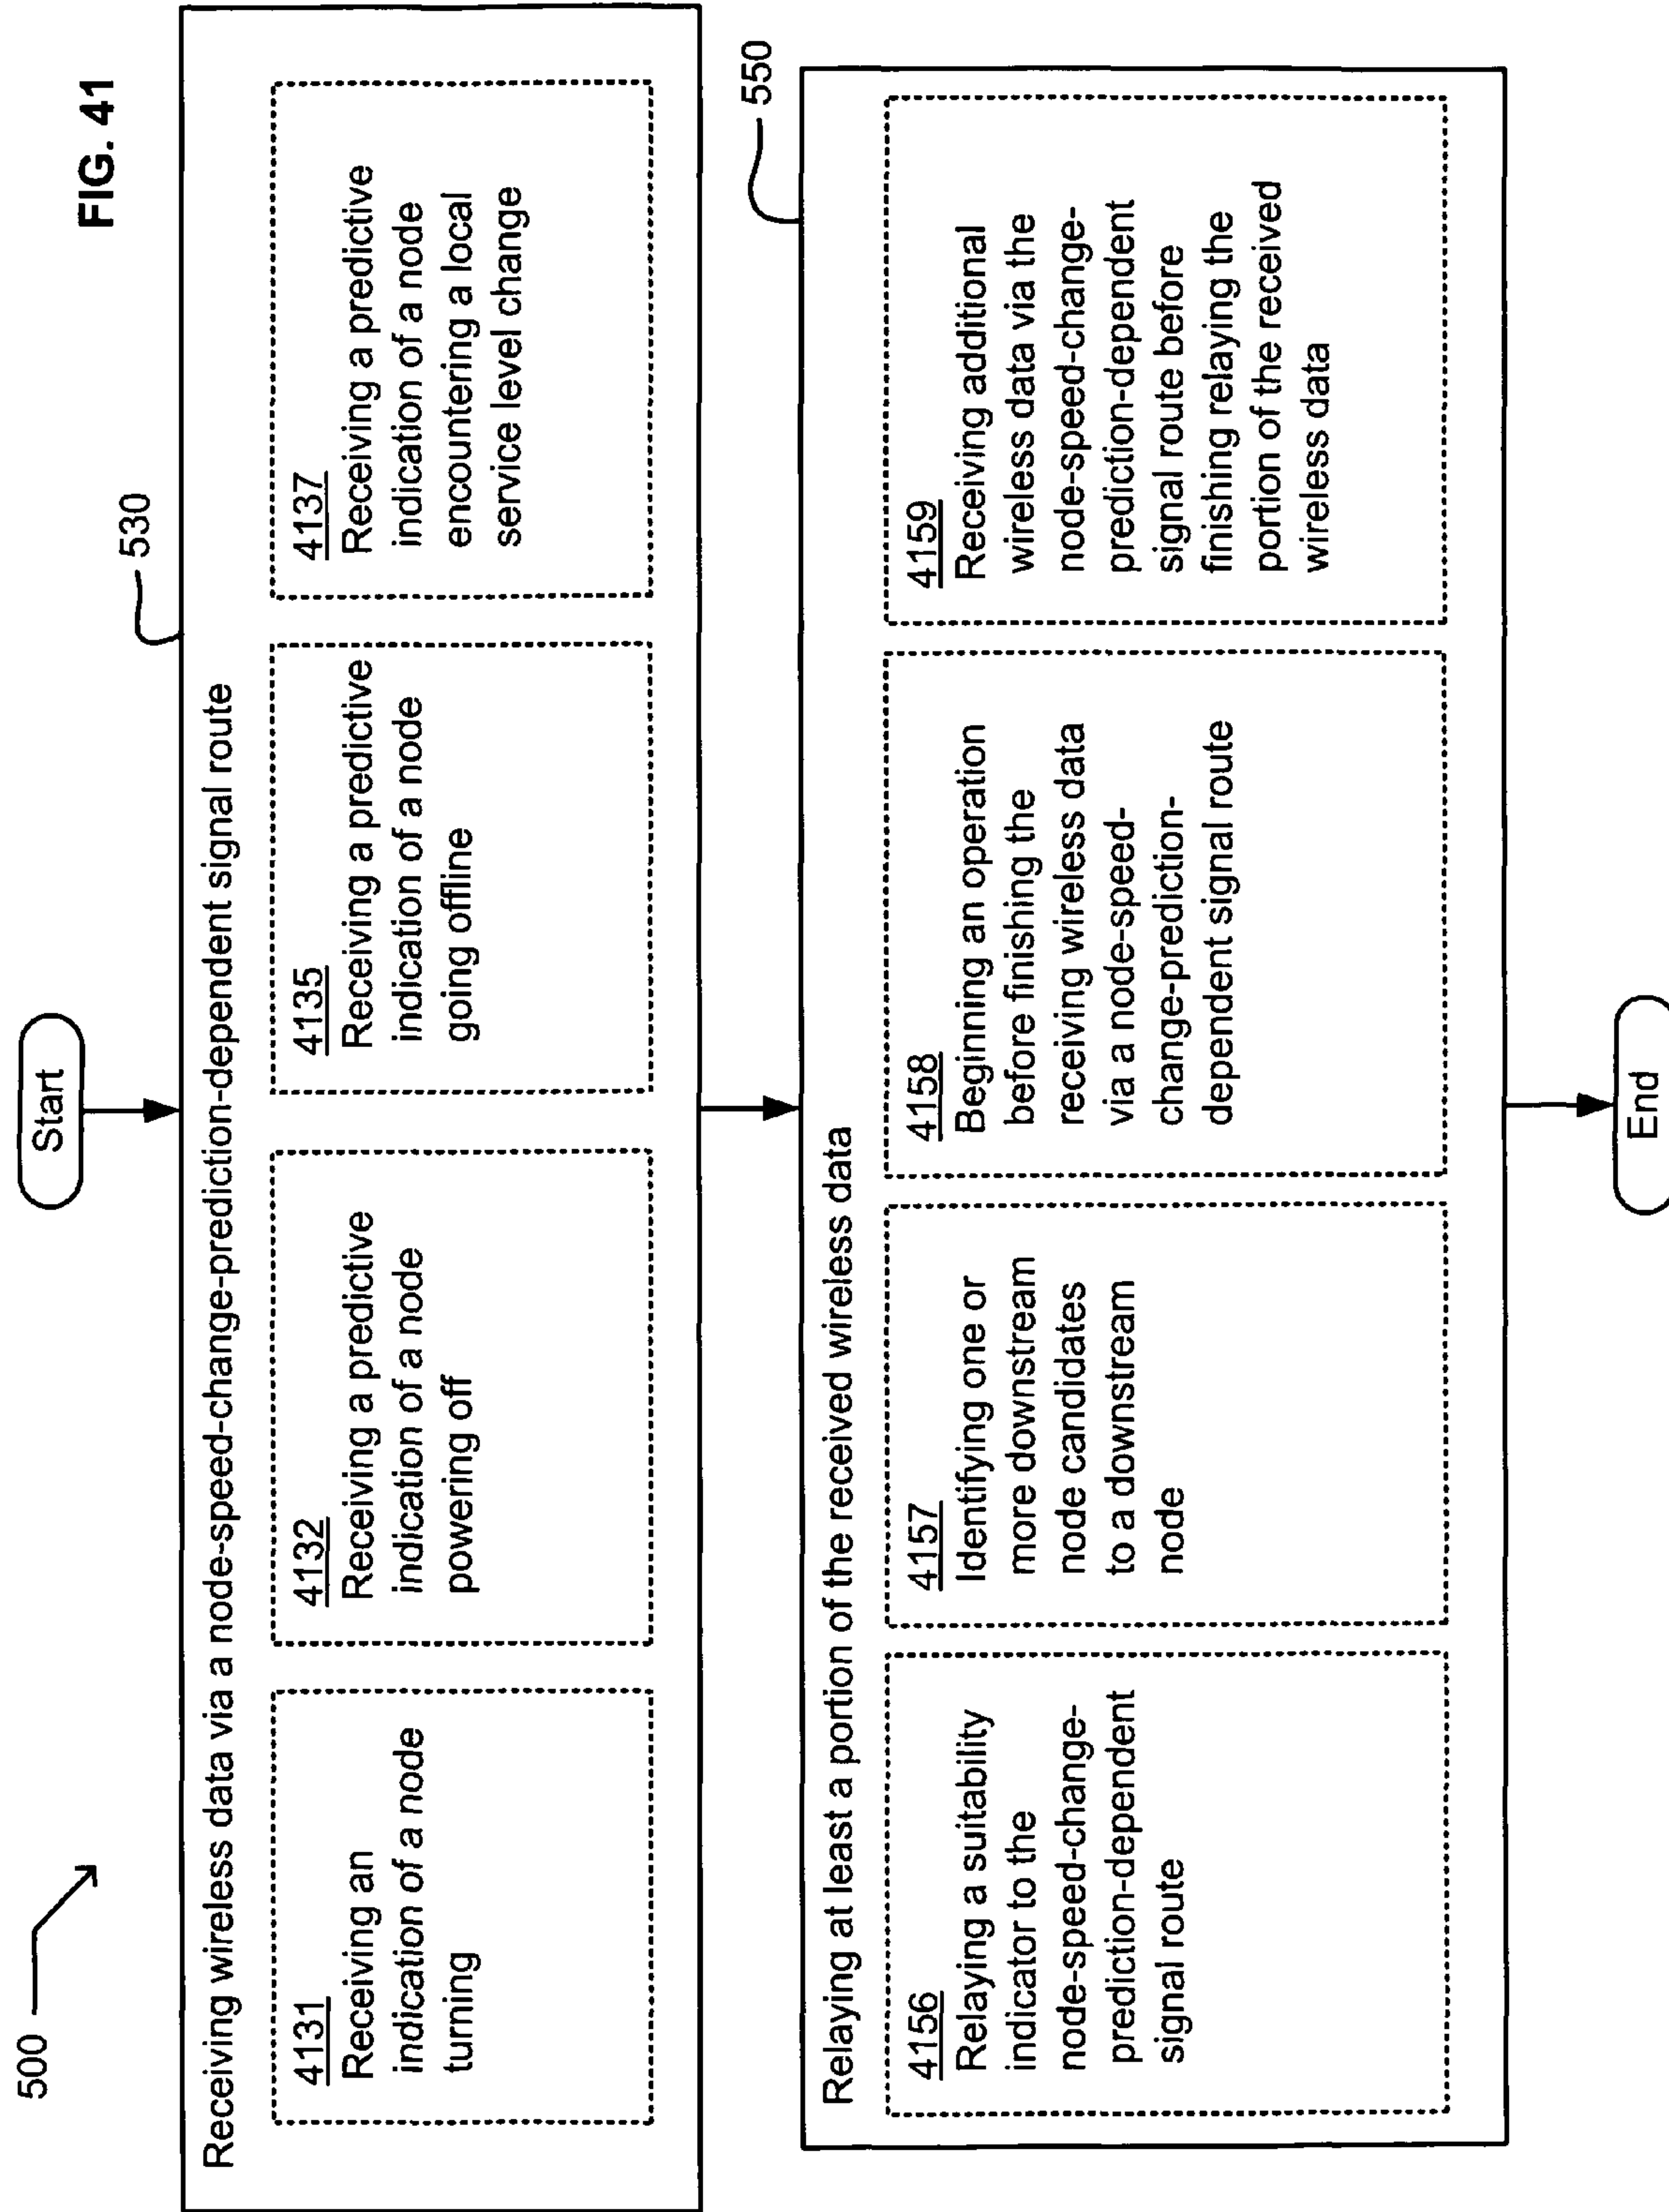 FIG. 41
500
Start
530
Receiving wireless data via a node-speed-change-prediction-dependent signal route
4131
Receiving an
indication of a node
turning
4132
Receiving a predictive
indication of a node
powering off
4135
Receiving a predictive
indication of a node
going offline
4137
Receiving a predictive
indication of a node
encountering a local
service level change
550
Relaying at least a portion of the received wireless data
4156
Relaying a suitability
indicator to the
node-speed-change-
prediction-dependent
signal route
4157
Identifying one or
more downstream
node candidates
to a downstream
node
4158
Beginning an operation
before finishing the
receiving wireless data
via a node-speed-
change-prediction-
dependent signal route
4159
Receiving additional
wireless data via the
node-speed-change-
prediction-dependent
signal route before
finishing relaying the
portion of the received
wireless data
End